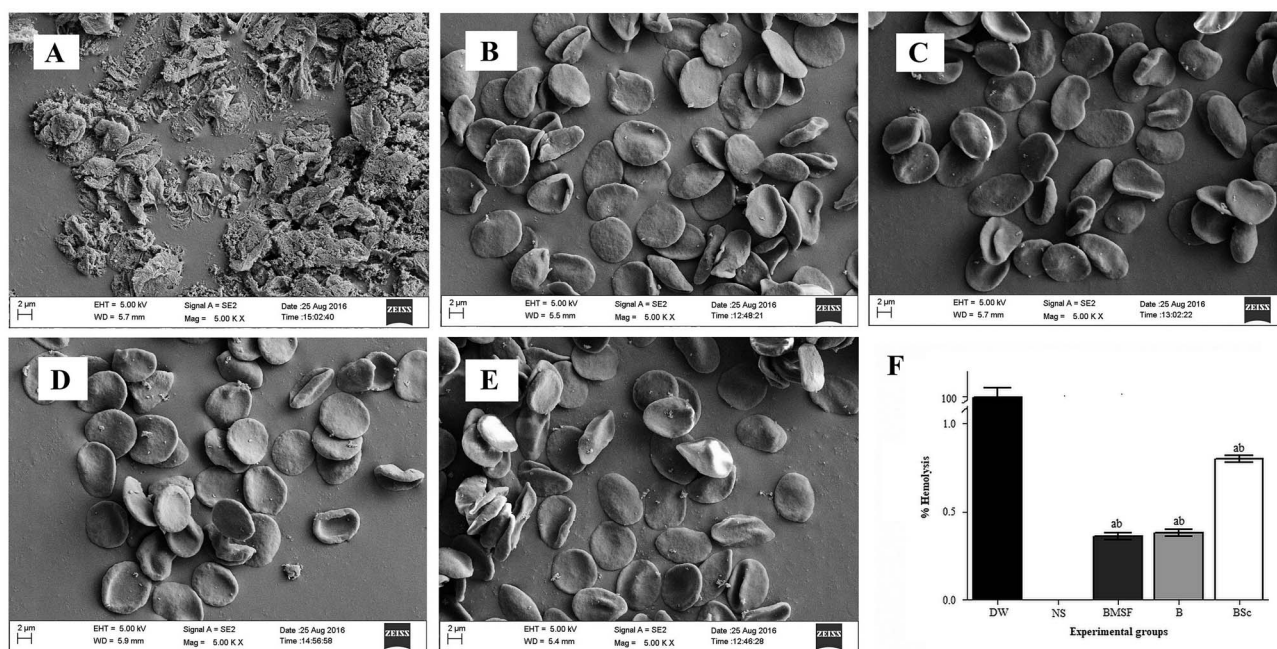 A
2 µm
EHT = 5.00 kV
WD = 5.7 mm
Signal A = SE2
Mag = 5.00 K X
Date :25 Aug 2016
Time :15:02:40
ZEISS
B
2 µm
EHT = 5.00 kV
WD = 5.5 mm
Signal A = SE2
Mag = 5.00 K X
Date :25 Aug 2016
Time :12:48:21
ZEISS
C
2 µm
EHT = 5.00 kV
WD = 5.7 mm
Signal A = SE2
Mag = 5.00 K X
Date :25 Aug 2016
Time :13:02:22
ZEISS
D
2 µm
EHT = 5.00 kV
WD = 5.9 mm
Signal A = SE2
Mag = 5.00 K X
Date :25 Aug 2016
Time :14:56:58
ZEISS
E
2 µm
EHT = 5.00 kV
WD = 5.4 mm
Signal A = SE2
Mag = 5.00 K X
Date :25 Aug 2016
Time :12:46:28
ZEISS
F
% Hemolysis
100
1.0
0.5
0.0
ab
ab
ab
DW NS BMSF B BSc
Experimental groups